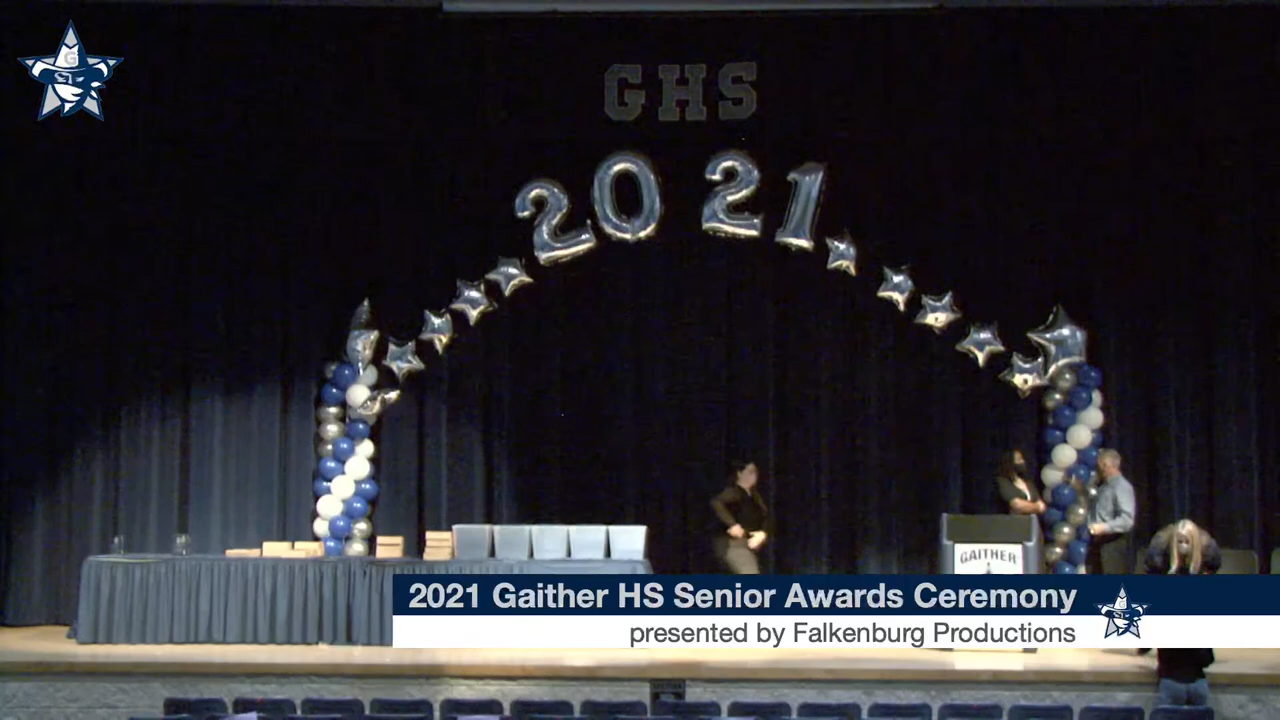 G
GHS
2021
GAITHER
2021 Gaither HS Senior Awards Ceremony
presented by Falkenburg Productions